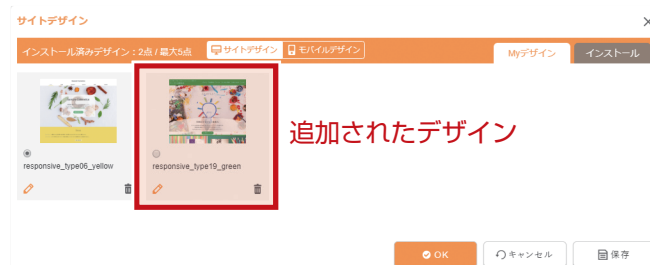 サイトデザイン
インストール済みデザイン：2点 / 最大5点 サイトデザイン モバイルデザイン Myデザイン インストール
追加されたデザイン
responsive_type06_yellow responsive_type19_green
OK キャンセル 保存